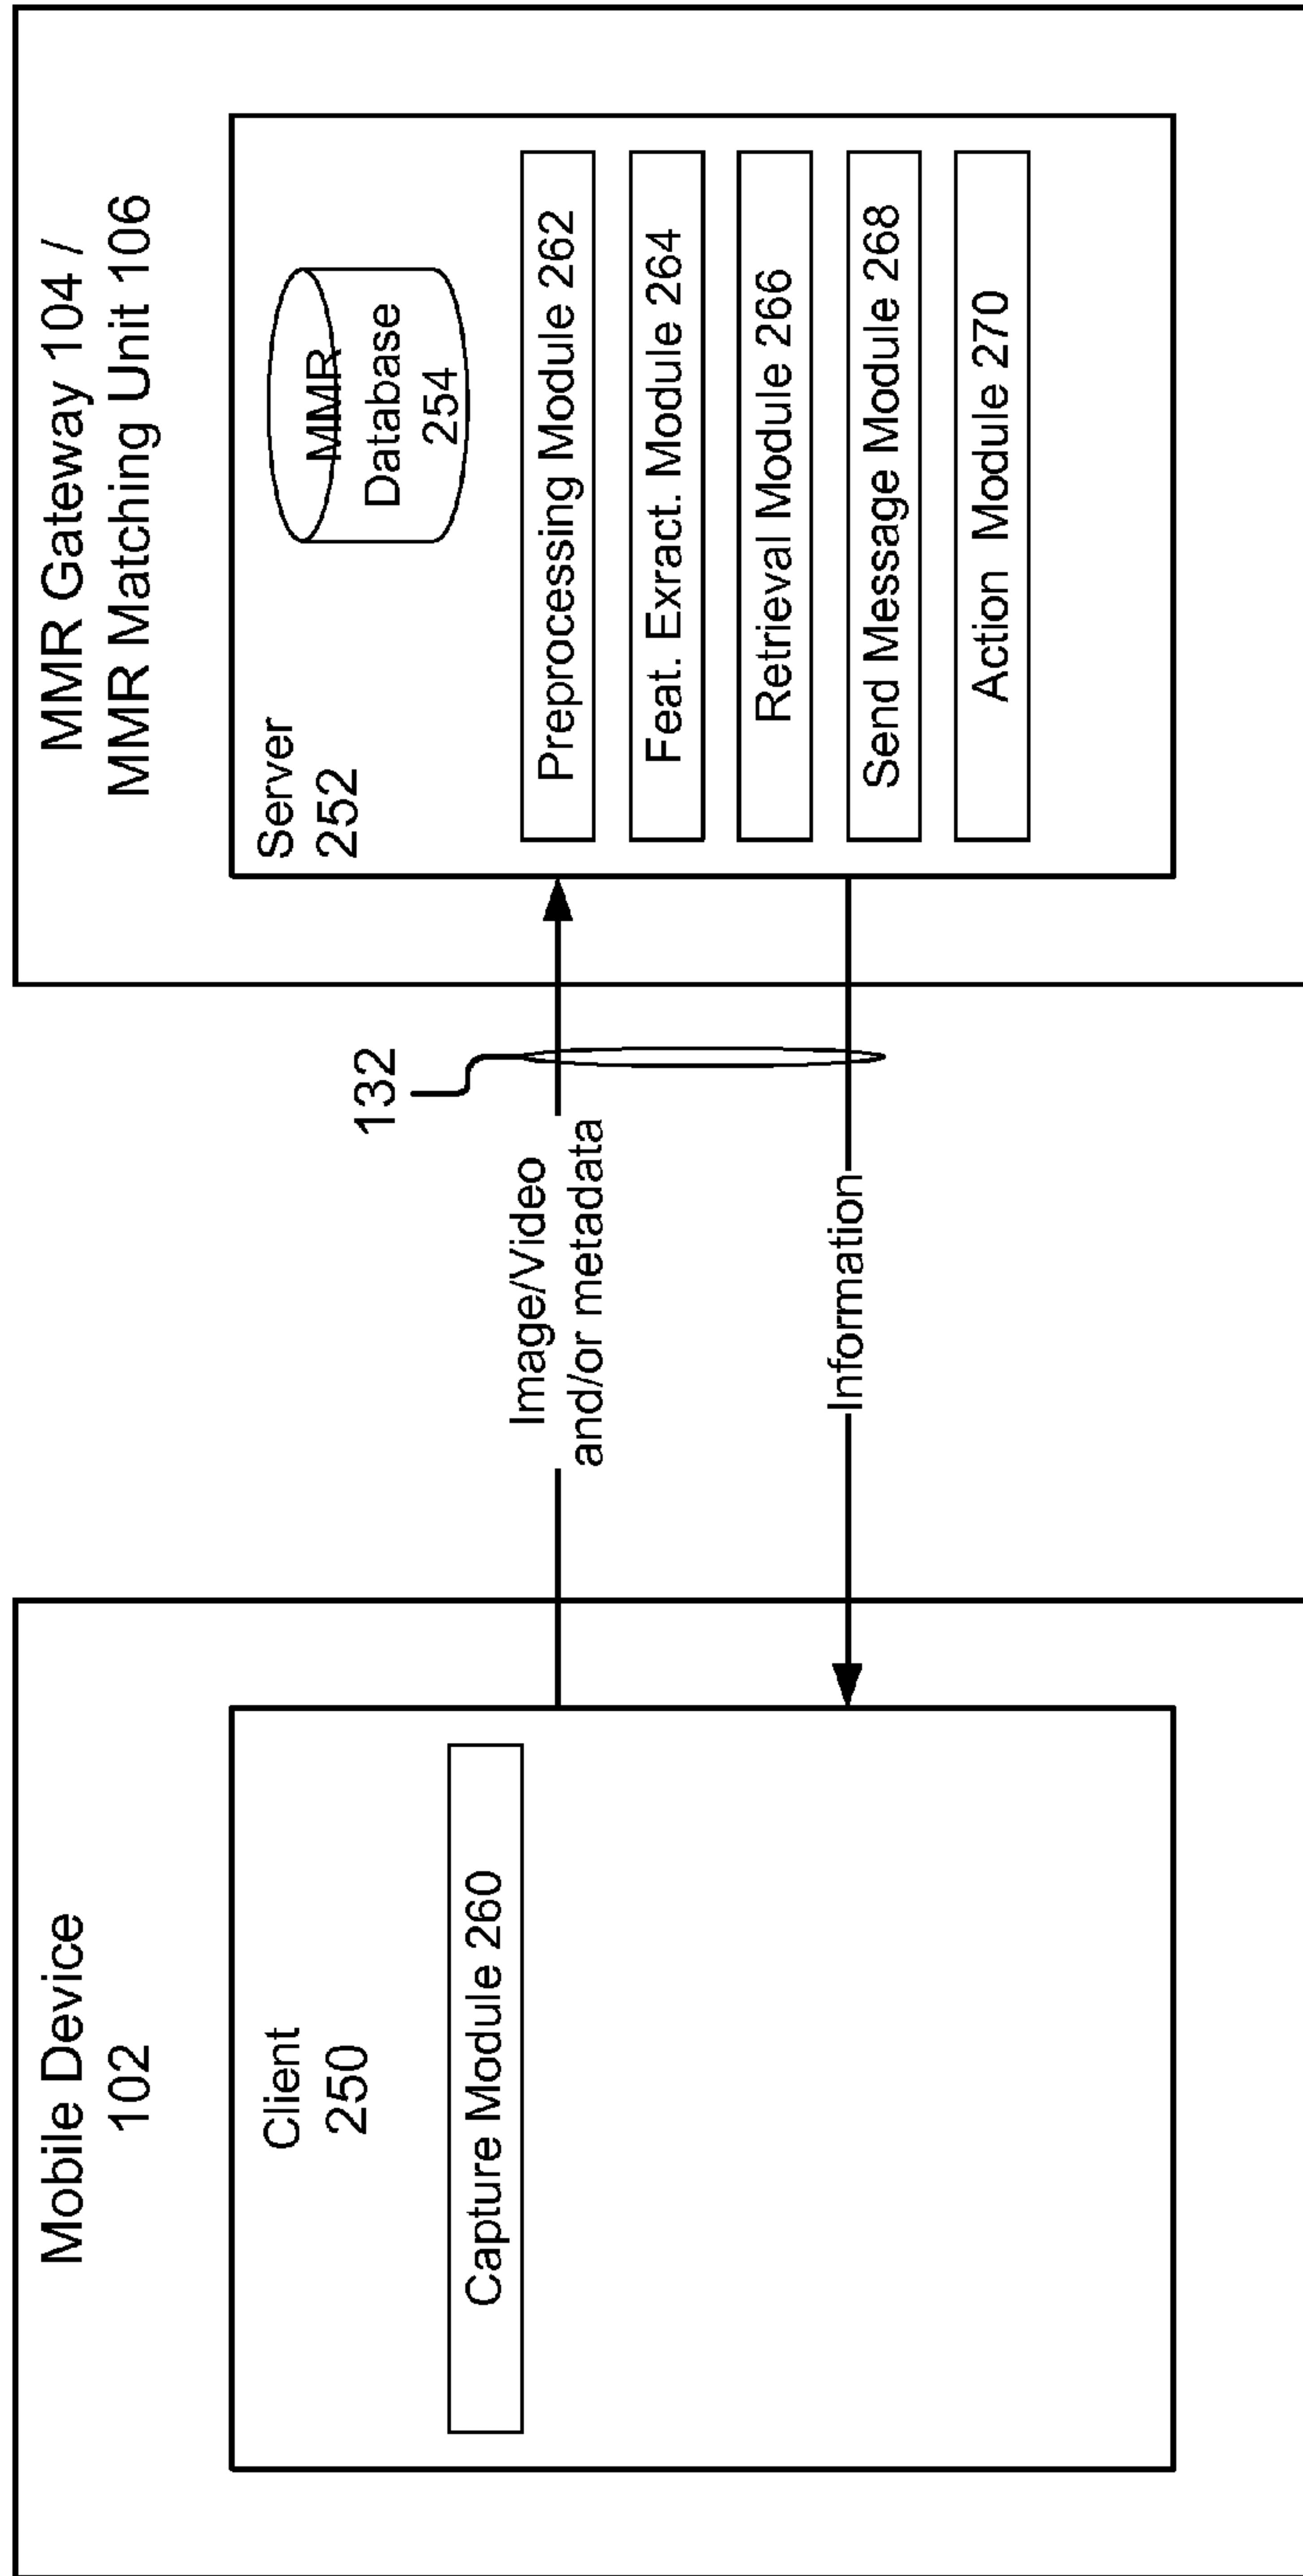 Mobile Device
102
Client
250
Capture Module 260
Image/Video
and/or metadata
Information
132
MMR Gateway 104 /
MMR Matching Unit 106
Server
252
MMR
Database
254
Preprocessing Module 262
Feat. Exract. Module 264
Retrieval Module 266
Send Message Module 268
Action Module 270